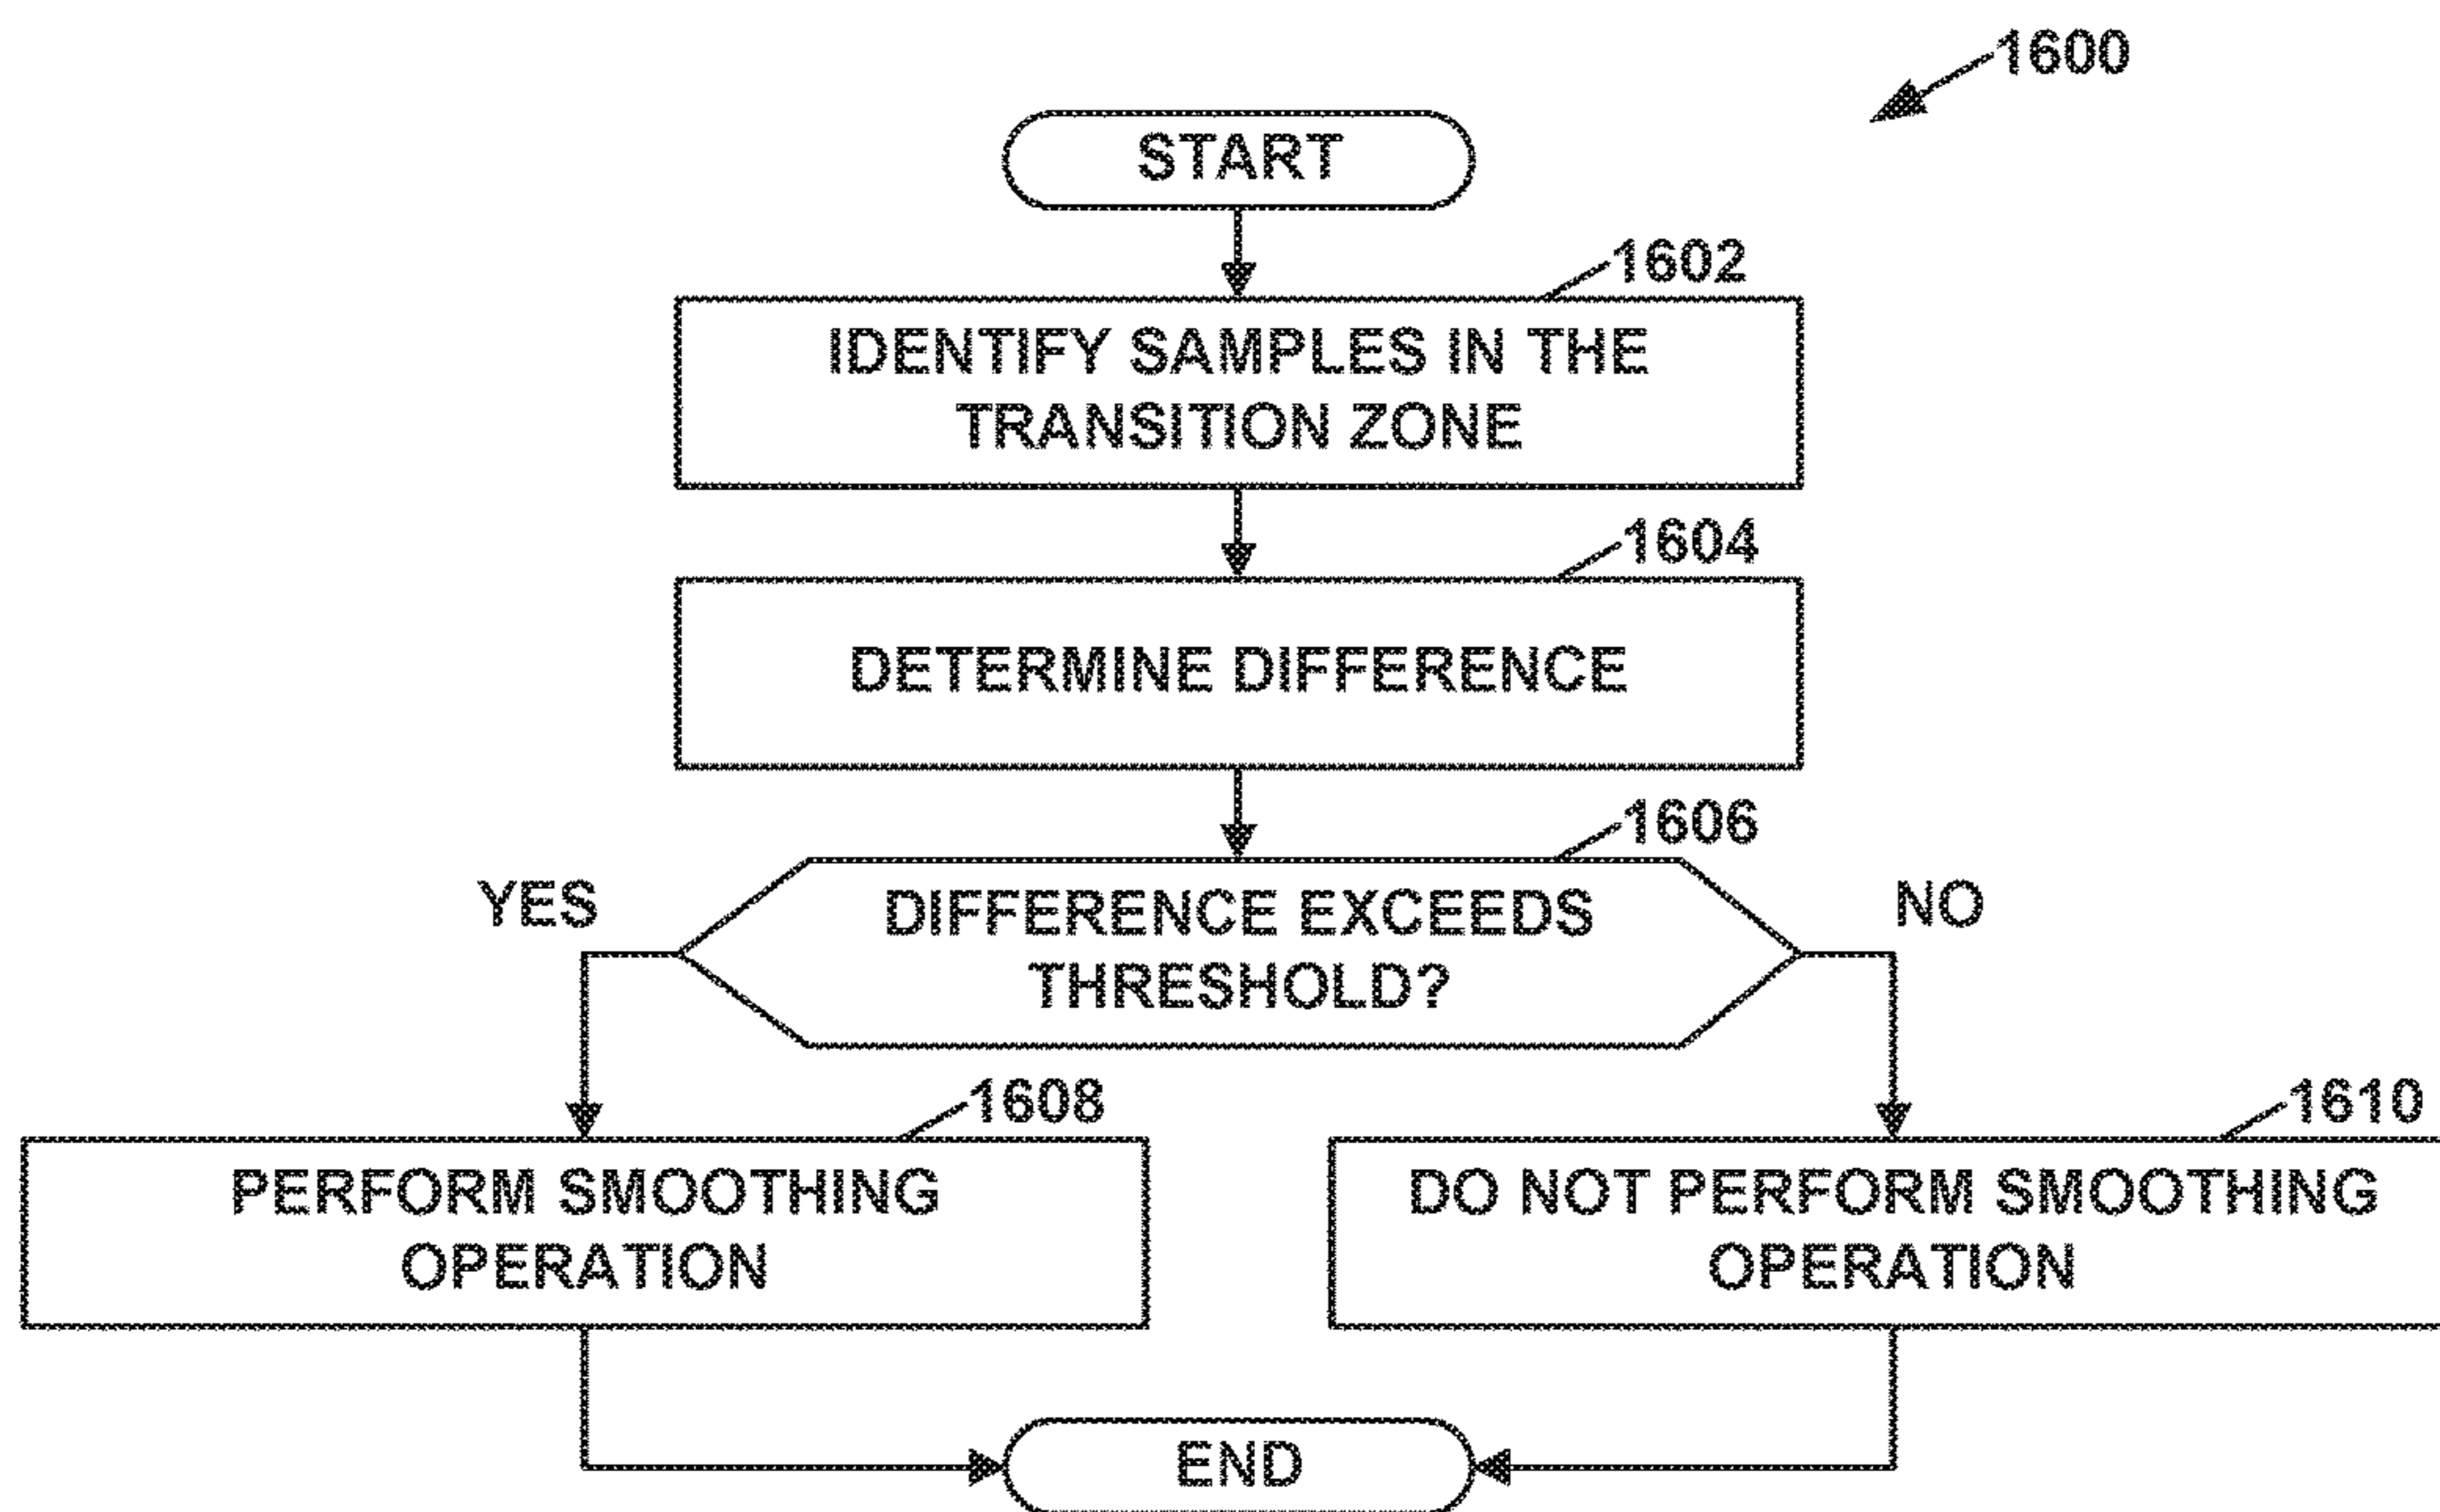 1600
START
1602
IDENTIFY SAMPLES IN THE
TRANSITION ZONE
1604
DETERMINE DIFFERENCE
1606
YES
DIFFERENCE EXCEEDS
THRESHOLD?
NO
1608
PERFORM SMOOTHING
OPERATION
1610
DO NOT PERFORM SMOOTHING
OPERATION
END